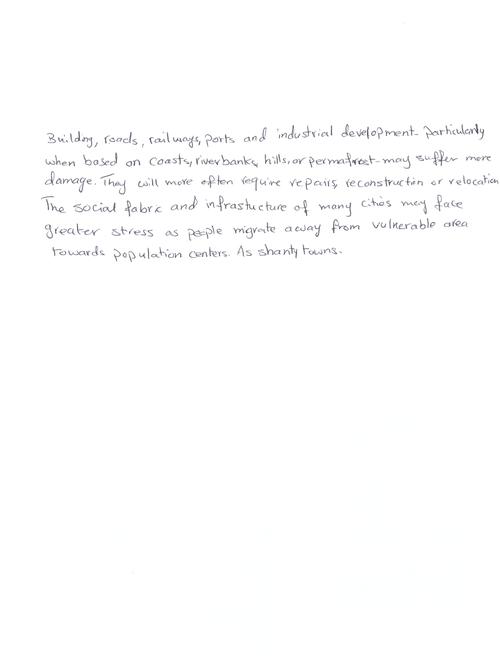 Building, roads, railways, ports and industrial development- particularly
when based on coasts, riverbanks, hills, or permafrost- may suffer more
damage. They will more often require repairs, reconstruction or relocation
The social fabric and infrastucture of many cities may face
greater stress as people migrate away from vulnerable area
towards population centers. As shanty towns.